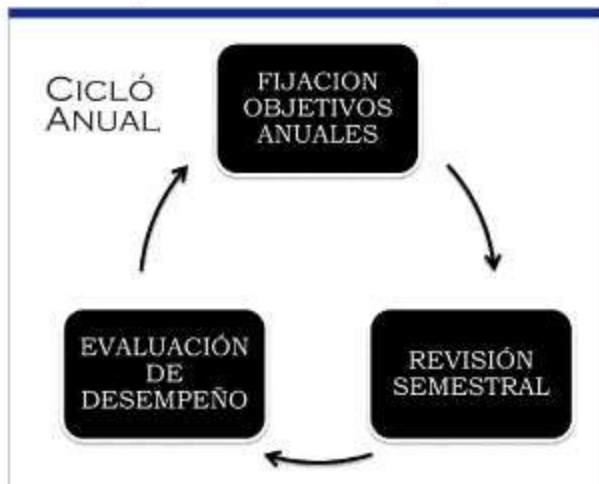 CICLÓ
ANUAL
FIJACION
OBJETIVOS
ANUALES
REVISIÓN
SEMESTRAL
EVALUACIÓN
DE
DESEMPEÑO